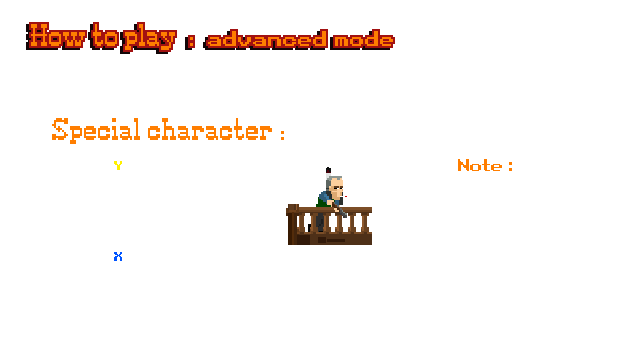 How to play : advanced mode
Special character :
Y
Note :
X